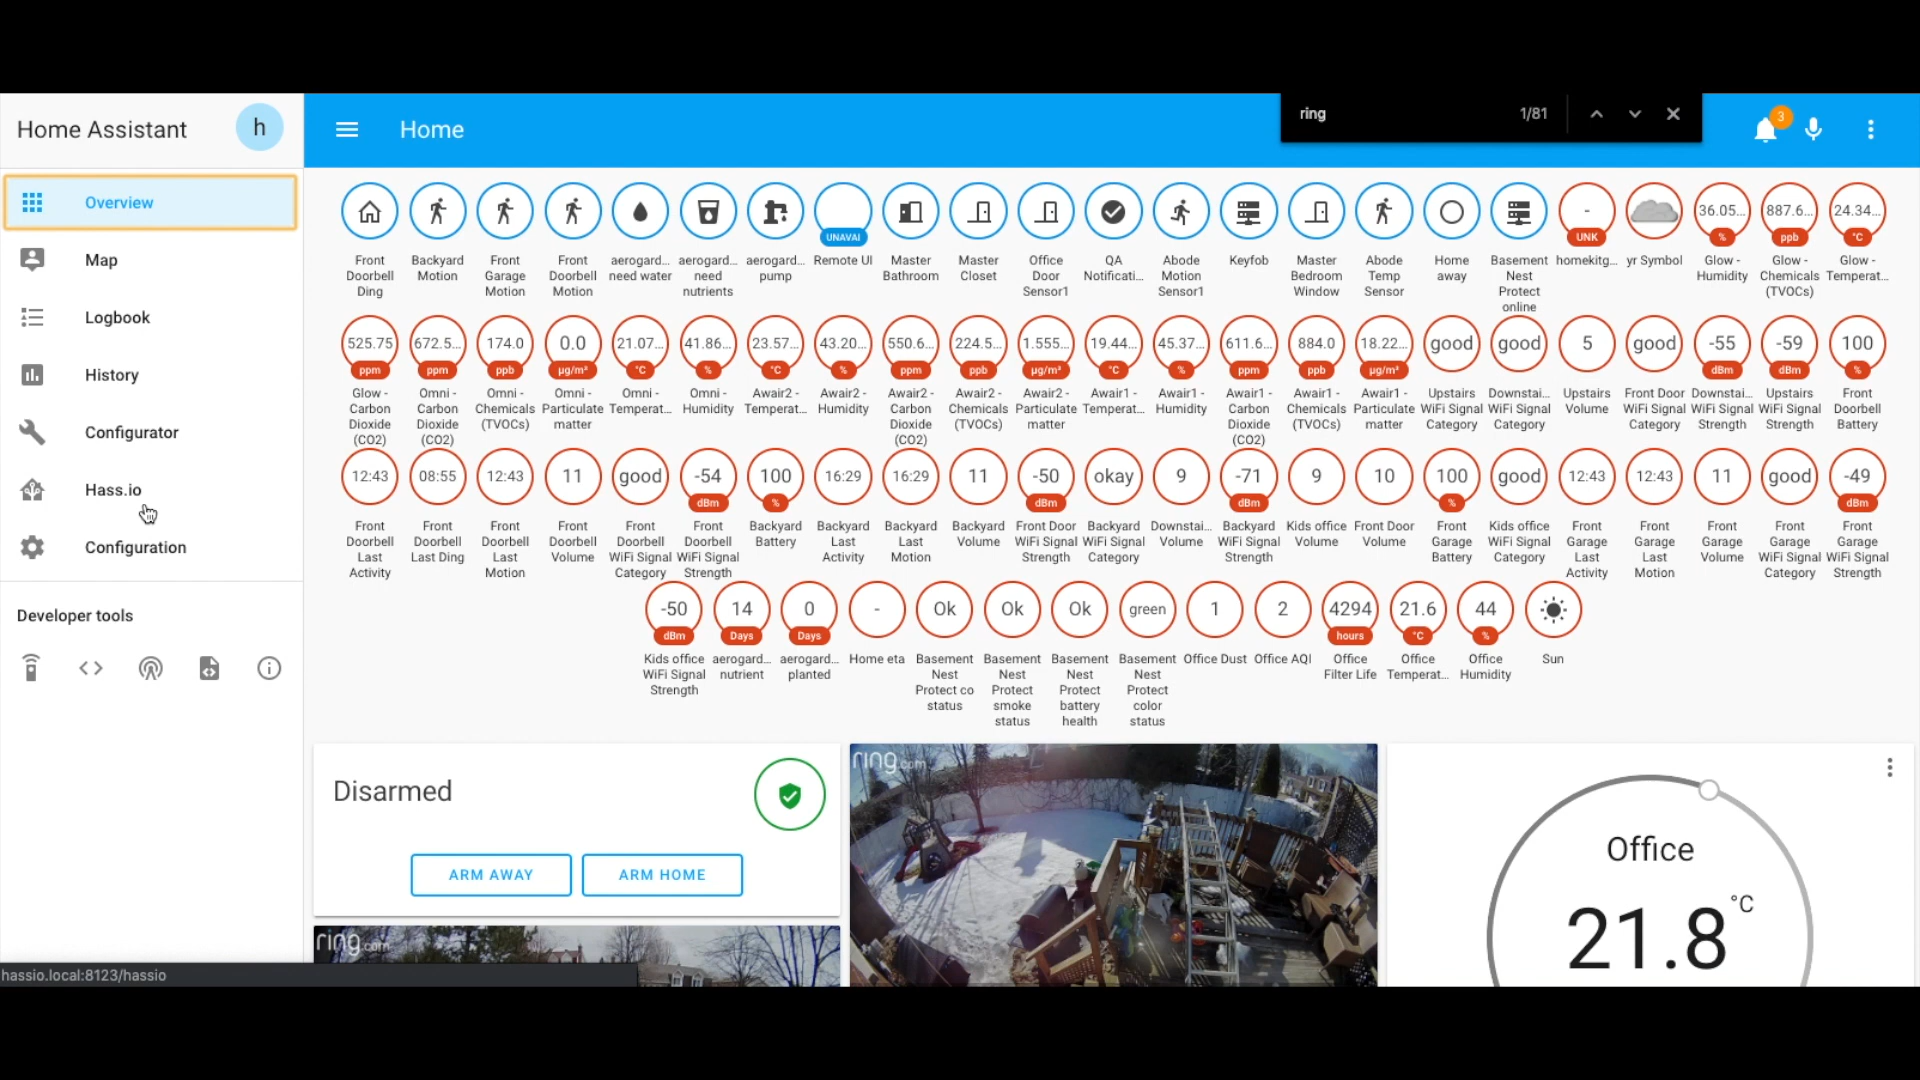 Home Assistant
h
Home
ring
1/81
3
Overview
Map
Logbook
History
Configurator
Hass.io
Configuration
Developer tools
UNAVAI
-
UNK
36.05...
%
887.6...
ppb
24.34...
°C
Front Doorbell Ding
Backyard Motion
Front Garage Motion
Front Doorbell Motion
aerogard... need water
aerogard... need nutrients
aerogard... pump
Remote UI
Master Bathroom
Master Closet
Office Door Sensor1
QA Notificati...
Abode Motion Sensor1
Keyfob
Master Bedroom Window
Abode Temp Sensor
Home away
Basement Nest Protect online
homekitg...
yr Symbol
Glow - Humidity
Glow - Chemicals (TVOCs)
Glow - Temperat...
525.75 ppm
672.5... ppm
174.0 ppb
0.0 µg/m³
21.07... °C
41.86... %
23.57... °C
43.20... %
550.6... ppm
224.5... ppb
1.555... µg/m³
19.44... °C
45.37... %
611.6... ppm
884.0 ppb
18.22... µg/m³
good
good
5
good
-55 dBm
-59 dBm
100 %
Glow - Carbon Dioxide (CO2)
Omni - Carbon Dioxide (CO2)
Omni - Chemicals (TVOCs)
Omni - Particulate matter
Omni - Temperat...
Omni - Humidity
Awair2 - Temperat...
Awair2 - Humidity
Awair2 - Carbon Dioxide (CO2)
Awair2 - Chemicals (TVOCs)
Awair2 - Particulate matter
Awair1 - Temperat...
Awair1 - Humidity
Awair1 - Carbon Dioxide (CO2)
Awair1 - Chemicals (TVOCs)
Awair1 - Particulate matter
Upstairs WiFi Signal Category
Downstai... WiFi Signal Category
Upstairs Volume
Front Door WiFi Signal Category
Downstai... WiFi Signal Strength
Upstairs WiFi Signal Strength
Front Doorbell Battery
12:43
08:55
12:43
11
good
-54 dBm
100 %
16:29
16:29
11
-50 dBm
okay
9
-71 dBm
9
10
100 %
good
12:43
12:43
11
good
-49 dBm
Front Doorbell Last Activity
Front Doorbell Last Ding
Front Doorbell Last Motion
Front Doorbell Volume
Front Doorbell WiFi Signal Category
Front Doorbell WiFi Signal Strength
Backyard Battery
Backyard Last Activity
Backyard Last Motion
Backyard Volume
Front Door WiFi Signal Strength
Backyard WiFi Signal Category
Downstai... Volume
Backyard WiFi Signal Strength
Kids office Volume
Front Door Volume
Front Garage Battery
Kids office WiFi Signal Category
Front Garage Last Activity
Front Garage Last Motion
Front Garage Volume
Front Garage WiFi Signal Category
Front Garage WiFi Signal Strength
-50 dBm
14 Days
0 Days
-
Ok
Ok
Ok
green
1
2
4294 hours
21.6 °C
44 %
Kids office WiFi Signal Strength
aerogard... nutrient
aerogard... planted
Home eta
Basement Nest Protect co status
Basement Nest Protect smoke status
Basement Nest Protect battery health
Basement Nest Protect color status
Office Dust
Office AQI
Office Filter Life
Office Temperat...
Office Humidity
Sun
Disarmed
ARM AWAY
ARM HOME
ring.com
ring.com
Office
21.8 °C
hassio.local:8123/hassio